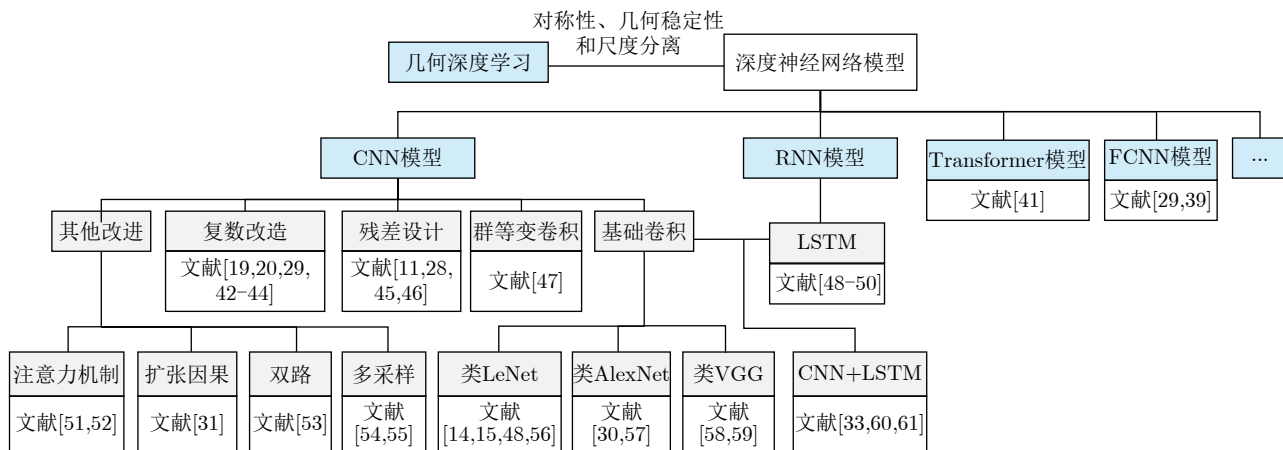 对称性、几何稳定性
和尺度分离
几何深度学习
深度神经网络模型
CNN模型
RNN模型
Transformer模型
文献[41]
FCNN模型
文献[29,39]
...
其他改进
复数改造
文献[19,20,29,
42−44]
残差设计
文献[11,28,
45,46]
群等变卷积
文献[47]
基础卷积
LSTM
文献[48−50]
注意力机制
文献[51,52]
扩张因果
文献[31]
双路
文献[53]
多采样
文献
[54,55]
类LeNet
文献
[14,15,48,56]
类AlexNet
文献
[30,57]
类VGG
文献
[58,59]
CNN+LSTM
文献[33,60,61]